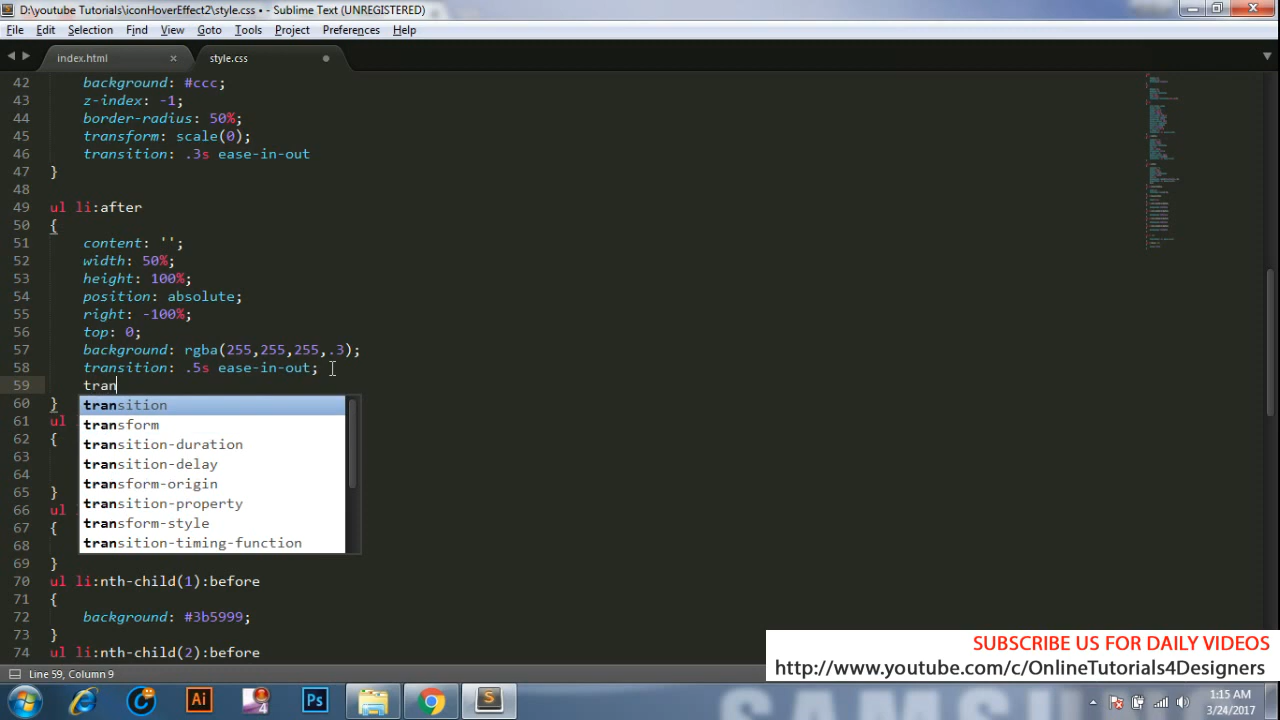 D:\youtube Tutorials\iconHoverEffect2\style.css • - Sublime Text (UNREGISTERED)
File Edit Selection Find View Goto Tools Project Preferences Help
index.html × style.css
42 background: #ccc;
43 z-index: -1;
44 border-radius: 50%;
45 transform: scale(0);
46 transition: .3s ease-in-out
47 }
48
49 ul li:after
50 {
51 content: '';
52 width: 50%;
53 height: 100%;
54 position: absolute;
55 right: -100%;
56 top: 0;
57 background: rgba(255,255,255,.3);
58 transition: .5s ease-in-out;
59 tran
60 }
transition
61 ul
transform
62 {
transition-duration
63
transition-delay
64
transform-origin
65 }
transition-property
66 ul
transform-style
67 {
transition-timing-function
68
69 }
70 ul li:nth-child(1):before
71 {
72 background: #3b5999;
73 }
74 ul li:nth-child(2):before
SUBSCRIBE US FOR DAILY VIDEOS
http://www.youtube.com/c/OnlineTutorials4Designers
Line 59, Column 9
Ai 4 Ps S
1:15 AM
3/24/2017